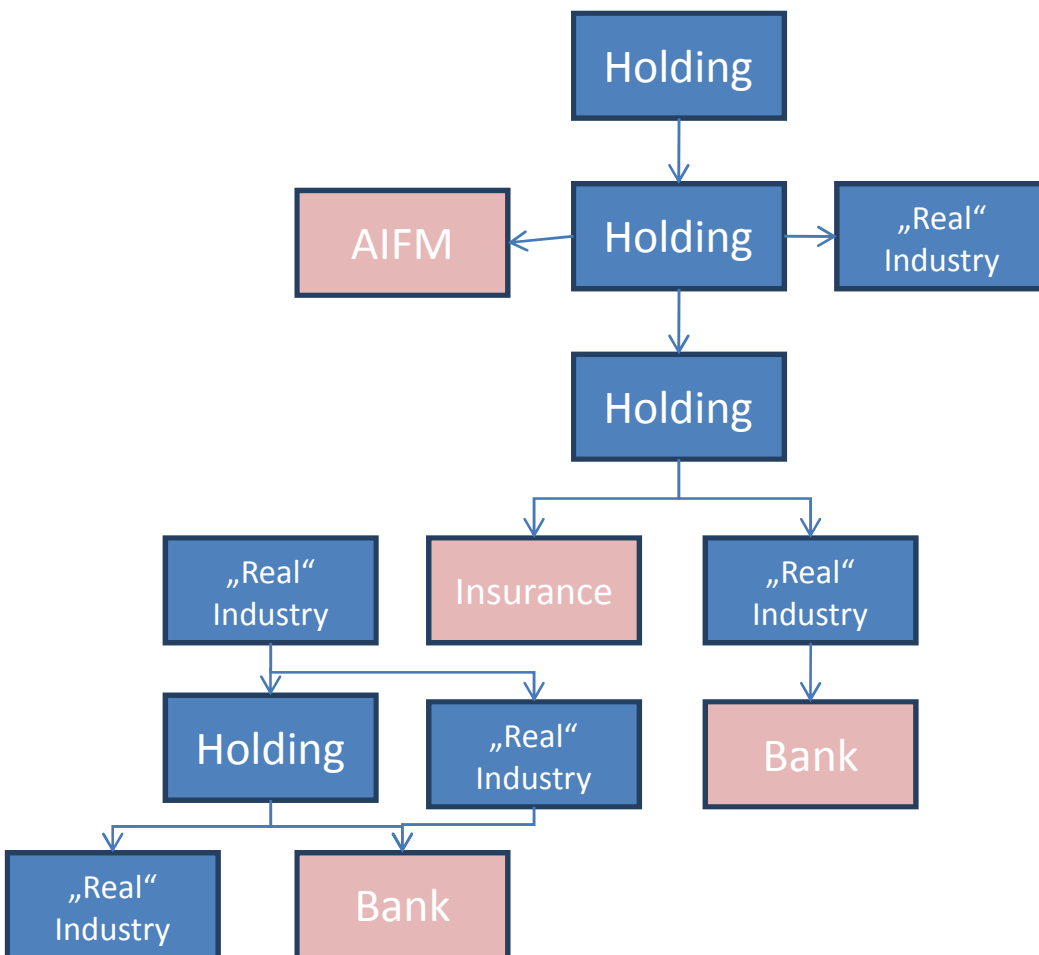 Holding
AIFM
Holding
„Real“
Industry
Holding
„Real“
Industry
Insurance
„Real“
Industry
Holding
„Real“
Industry
Bank
„Real“
Industry
Bank